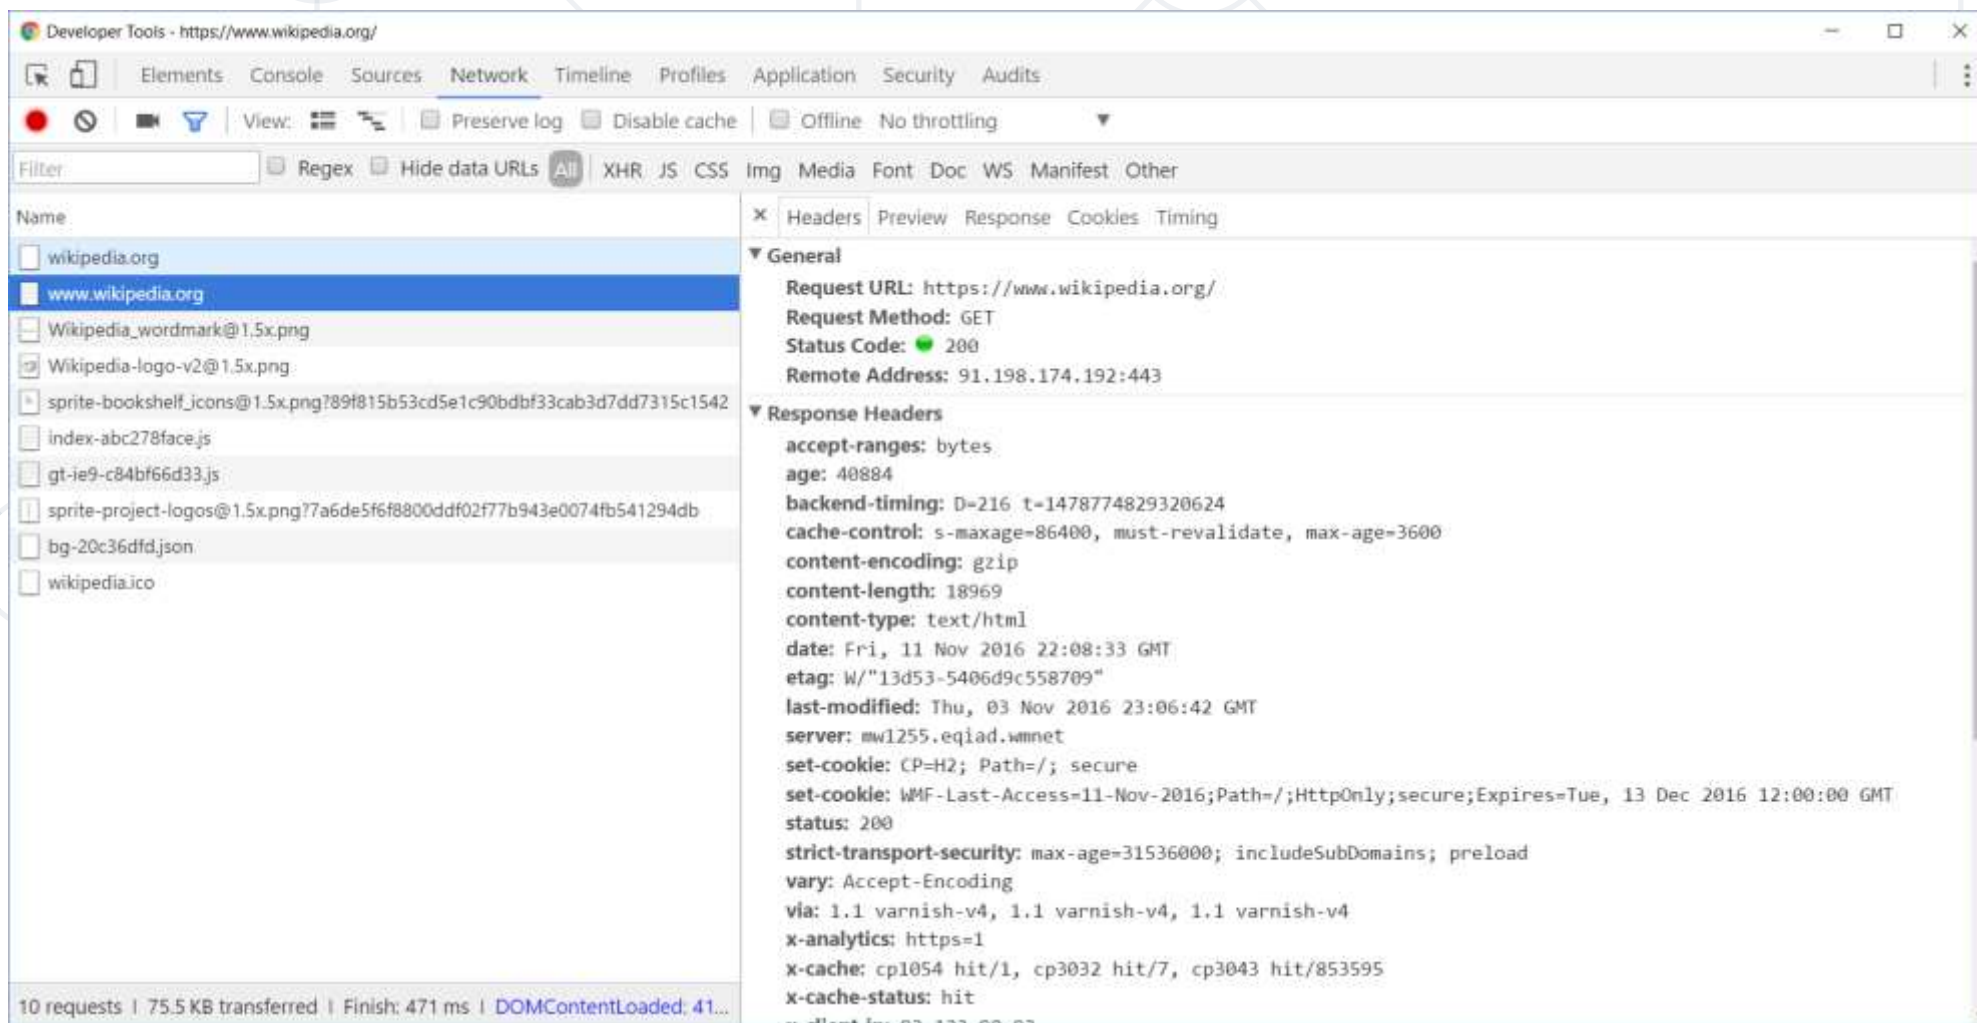 Developer Tools - https://www.wikipedia.org/
Elements Console Sources Network Timeline Profiles Application Security Audits
View: Preserve log Disable cache Offline No throttling
Filter Regex Hide data URLs All XHR JS CSS Img Media Font Doc WS Manifest Other
Name
wikipedia.org
www.wikipedia.org
Wikipedia_wordmark@1.5x.png
Wikipedia-logo-v2@1.5x.png
sprite-bookshelf_icons@1.5x.png?89f815b53cd5e1c90bdbf33cab3d7dd7315c1542
index-abc278face.js
gt-ie9-c84bf66d33.js
sprite-project-logos@1.5x.png?7a6de5f6f8800ddf02f77b943e0074fb541294db
bg-20c36dfd.json
wikipedia.ico
10 requests | 75.5 KB transferred | Finish: 471 ms | DOMContentLoaded: 41...
× Headers Preview Response Cookies Timing
General
Request URL: https://www.wikipedia.org/
Request Method: GET
Status Code: 200
Remote Address: 91.198.174.192:443
Response Headers
accept-ranges: bytes
age: 40884
backend-timing: D=216 t=1478774829320624
cache-control: s-maxage=86400, must-revalidate, max-age=3600
content-encoding: gzip
content-length: 18969
content-type: text/html
date: Fri, 11 Nov 2016 22:08:33 GMT
etag: W/"13d53-5406d9c558709"
last-modified: Thu, 03 Nov 2016 23:06:42 GMT
server: mw1255.eqiad.wmnet
set-cookie: CP=H2; Path=/; secure
set-cookie: WMF-Last-Access=11-Nov-2016;Path=/;HttpOnly;secure;Expires=Tue, 13 Dec 2016 12:00:00 GMT
status: 200
strict-transport-security: max-age=31536000; includeSubDomains; preload
vary: Accept-Encoding
via: 1.1 varnish-v4, 1.1 varnish-v4, 1.1 varnish-v4
x-analytics: https=1
x-cache: cp1054 hit/1, cp3032 hit/7, cp3043 hit/853595
x-cache-status: hit